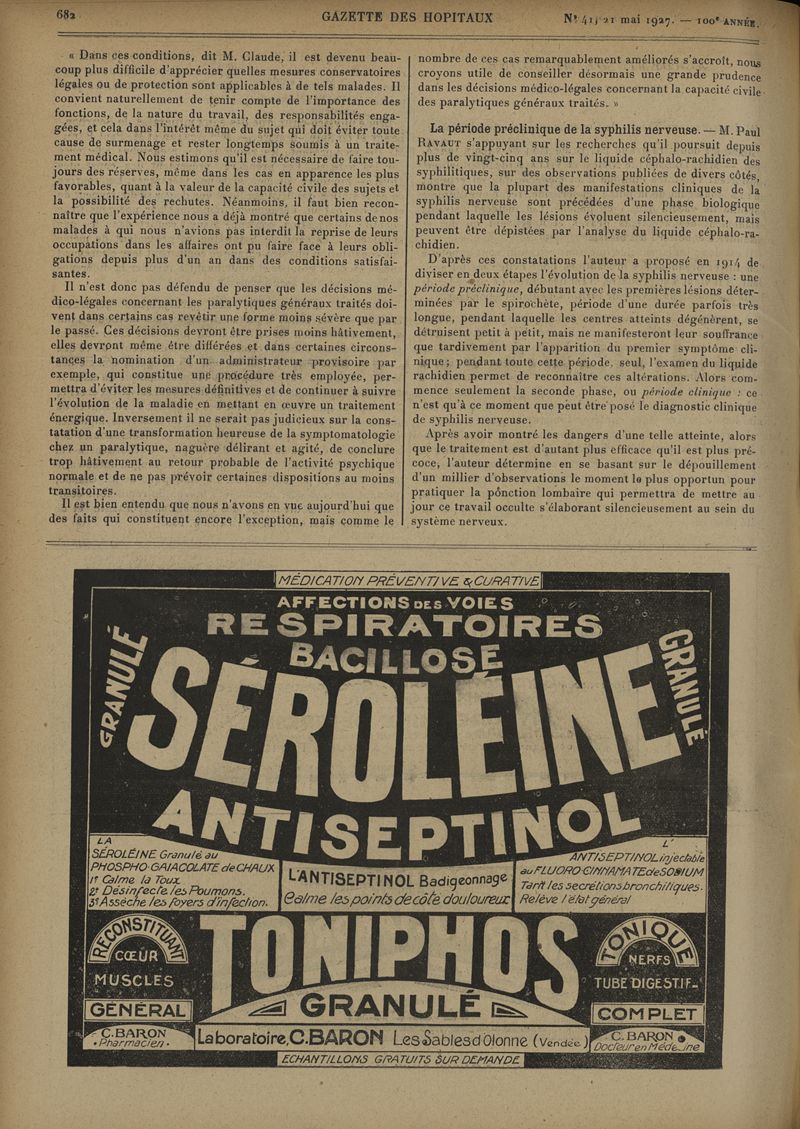 682
GAZETTE DES HOPITAUX
N° 41, 21 mai 1927. — 100e ANNÉE.
« Dans ces conditions, dit M. Claude, il est devenu beau-
coup plus difficile d'apprécier quelles mesures conservatoires
légales ou de protection sont applicables à de tels malades. Il
convient naturellement de tenir compte de l'importance des
fonctions, de la nature du travail, des responsabilités enga-
gées, et cela dans l'intérêt même du sujet qui doit éviter toute
cause de surmenage et rester longtemps soumis à un traite-
ment médical. Nous estimons qu'il est nécessaire de faire tou-
jours des réserves, même dans les cas en apparence les plus
favorables, quant à la valeur de la capacité civile des sujets et
la possibilité des rechutes. Néanmoins, il faut bien recon-
naître que l'expérience nous a déjà montré que certains de nos
malades à qui nous n'avions pas interdit la reprise de leurs
occupations dans les affaires ont pu faire face à leurs obli-
gations depuis plus d'un an dans des conditions satisfai-
santes.
Il n'est donc pas défendu de penser que les décisions mé-
dico-légales concernant les paralytiques généraux traités doi-
vent dans certains cas revêtir une forme moins sévère que par
le passé. Ces décisions devront être prises moins hâtivement,
elles devront même être différées et dans certaines circons-
tances la nomination d'un administrateur provisoire par
exemple, qui constitue une procédure très employée, per-
mettra d'éviter les mesures définitives et de continuer à suivre
l'évolution de la maladie en mettant en œuvre un traitement
énergique. Inversement il ne serait pas judicieux sur la cons-
tatation d'une transformation heureuse de la symptomatologie
chez un paralytique, naguère délirant et agité, de conclure
trop hâtivement au retour probable de l'activité psychique
normale et de ne pas prévoir certaines dispositions au moins
transitoires.
Il est bien entendu que nous n'avons en vue aujourd'hui que
des faits qui constituent encore l'exception, mais comme le
nombre de ces cas remarquablement améliorés s'accroît, nous
croyons utile de conseiller désormais une grande prudence
dans les décisions médico-légales concernant la capacité civile
des paralytiques généraux traités. »
La période préclinique de la syphilis nerveuse. — M. Paul
RAVAUT s'appuyant sur les recherches qu'il poursuit depuis
plus de vingt-cinq ans sur le liquide céphalo-rachidien des
syphilitiques, sur des observations publiées de divers côtés,
montre que la plupart des manifestations cliniques de la
syphilis nerveuse sont précédées d'une phase biologique
pendant laquelle les lésions évoluent silencieusement, mais
peuvent être dépistées par l'analyse du liquide céphalo-ra-
chidien.
D'après ces constatations l'auteur a proposé en 1914 de
diviser en deux étapes l'évolution de la syphilis nerveuse : une
période préclinique, débutant avec les premières lésions déter-
minées par le spirochète, période d'une durée parfois très
longue, pendant laquelle les centres atteints dégénèrent, se
détruisent petit à petit, mais ne manifesteront leur souffrance
que tardivement par l'apparition du premier symptôme cli-
nique ; pendant toute cette période, seul, l'examen du liquide
rachidien permet de reconnaître ces altérations. Alors com-
mence seulement la seconde phase, ou période clinique : ce
n'est qu'à ce moment que peut être posé le diagnostic clinique
de syphilis nerveuse.
Après avoir montré les dangers d'une telle atteinte, alors
que le traitement est d'autant plus efficace qu'il est plus pré-
coce, l'auteur détermine en se basant sur le dépouillement
d'un millier d'observations le moment le plus opportun pour
pratiquer la ponction lombaire qui permettra de mettre au
jour ce travail occulte s'élaborant silencieusement au sein du
système nerveux.
MÉDICATION PRÉVENTIVE & CURATIVE
AFFECTIONS DES VOIES
RESPIRATOIRES
BACILLOSE
GRANULÉ
SÉROLÉINE
GRANULÉ
ANTISEPTINOL
LA
SÉROLÉINE Granulé au
PHOSPHO-GAIACOLATE de CHAUX
1° Calme la Toux.
2° Désinfecte les Poumons.
3° Assèche les foyers d'infection.
L'ANTISEPTINOL Badigeonnage
Calme les points de côté douloureux
L'
ANTISEPTINOL injectable
au FLUORO-CINNAMATE de SODIUM
Tarit les secrétions bronchitiques.
Relève l'état général
RECONSTITUANT
CŒUR
MUSCLES
GÉNÉRAL
TONIPHOS
GRANULÉ
TONIQUE
NERFS
TUBE DIGESTIF
COMPLET
C. BARON
Pharmacien
Laboratoire, C. BARON Les Sables d'Olonne (Vendée)
C. BARON
Docteur en Médecine
ECHANTILLONS GRATUITS SUR DEMANDE